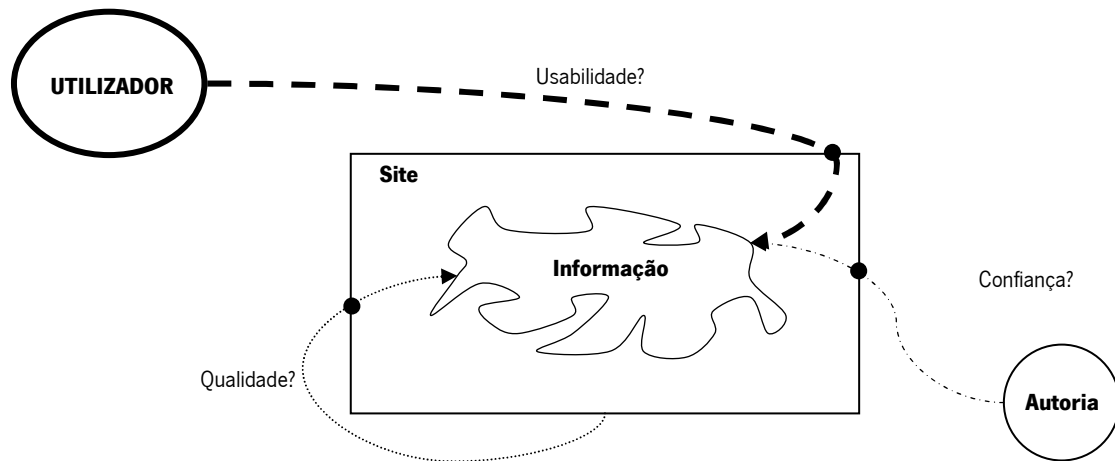 Usabilidade?
UTILIZADOR
Site
Informação
Confiança?
Qualidade?
Autoria